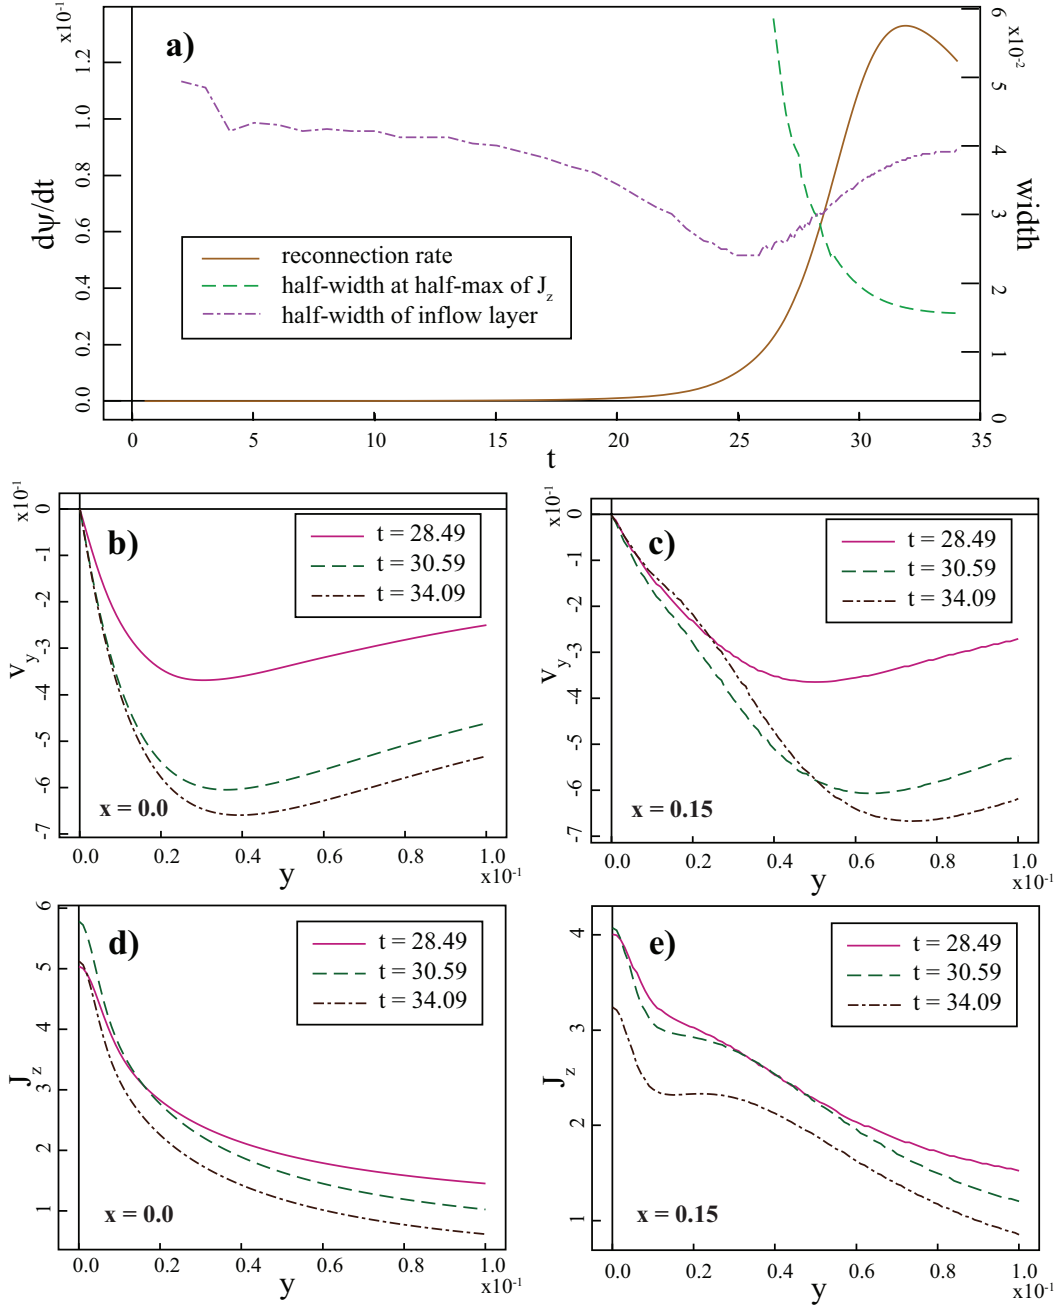 x10⁻¹
a)
6
x10⁻²
1.2
5
1.0
4
0.8
dψ/dt
width
0.6
3
reconnection rate
half-width at half-max of J_z
half-width of inflow layer
0.4
2
0.2
1
0.0
0
0 5 10 15 20 25 30 35
t
x10⁻¹
b)
t = 28.49
t = 30.59
t = 34.09
0
-1
-2
-3
-4
-5
-6
-7
v_y
x = 0.0
0.0 0.2 0.4 0.6 0.8 1.0
y
x10⁻¹
x10⁻¹
c)
t = 28.49
t = 30.59
t = 34.09
0
-1
-2
-3
-4
-5
-6
-7
v_y
x = 0.15
0.0 0.2 0.4 0.6 0.8 1.0
y
x10⁻¹
d)
t = 28.49
t = 30.59
t = 34.09
6
5
4
3
2
1
J_z
x = 0.0
0.0 0.2 0.4 0.6 0.8 1.0
y
x10⁻¹
e)
t = 28.49
t = 30.59
t = 34.09
4
3
2
1
J_z
x = 0.15
0.0 0.2 0.4 0.6 0.8 1.0
y
x10⁻¹